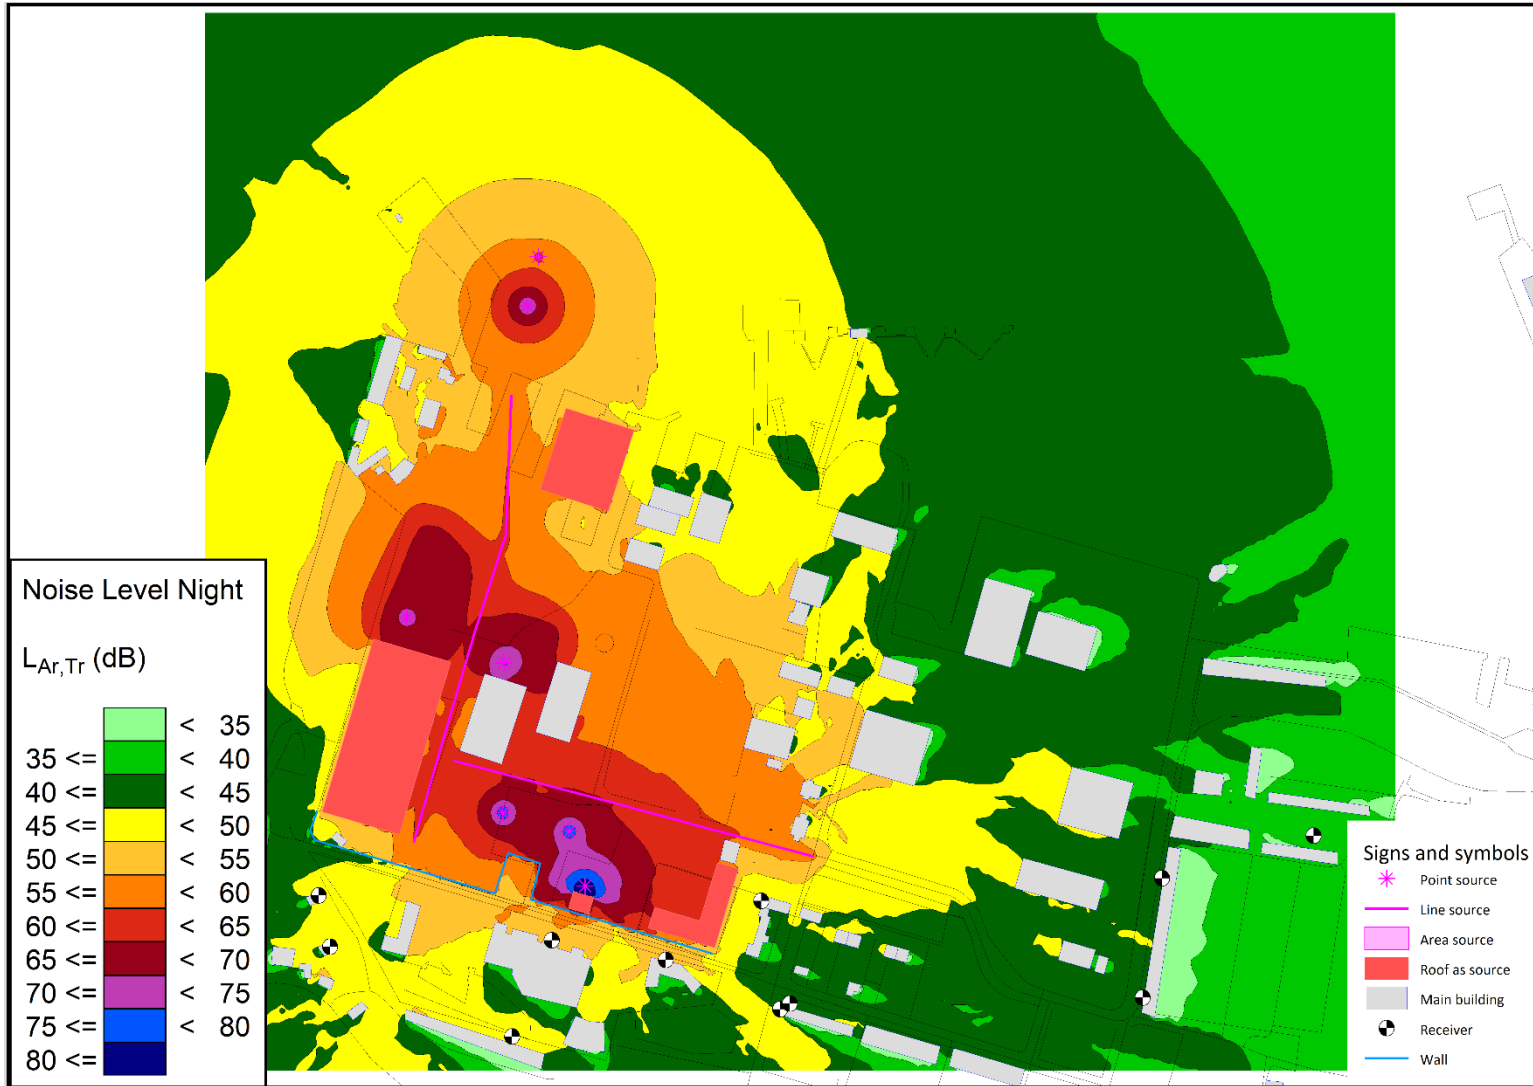 Noise Level Night
LAr,Tr (dB)
< 35
35 <= < 40
40 <= < 45
45 <= < 50
50 <= < 55
55 <= < 60
60 <= < 65
65 <= < 70
70 <= < 75
75 <= < 80
80 <=
Signs and symbols
Point source
Line source
Area source
Roof as source
Main building
Receiver
Wall